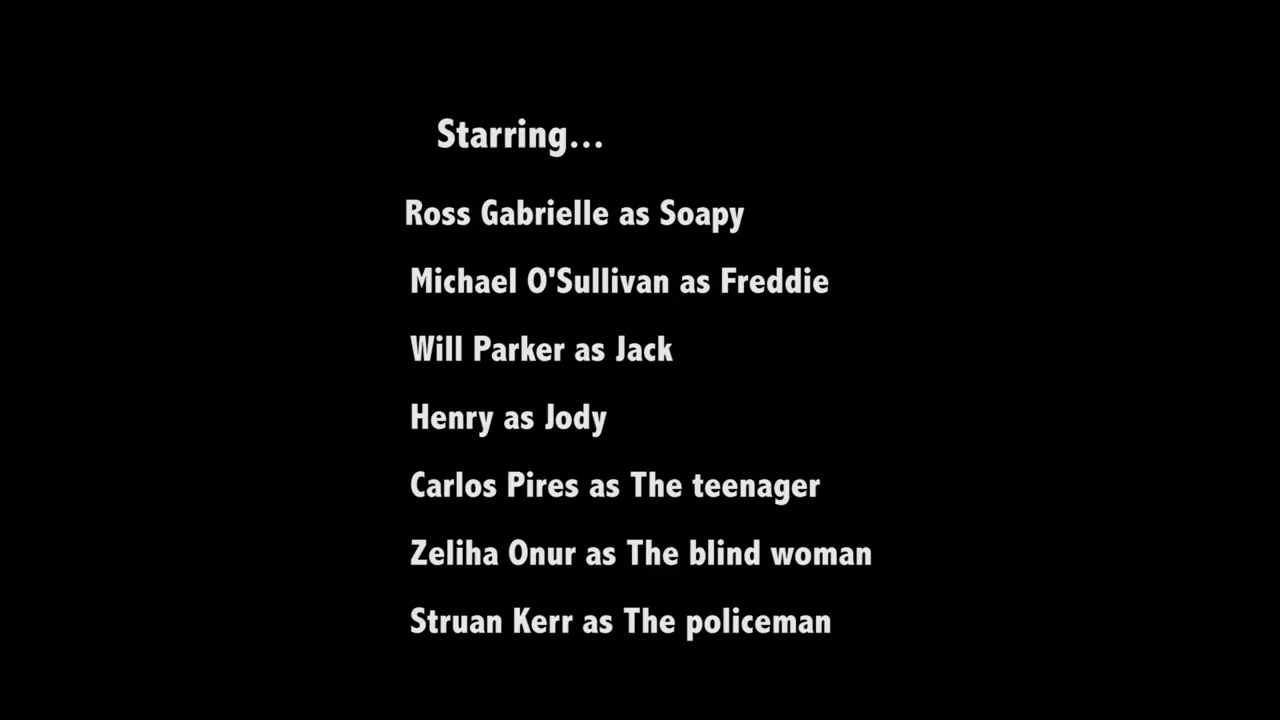 Starring...
Ross Gabrielle as Soapy
Michael O'Sullivan as Freddie
Will Parker as Jack
Henry as Jody
Carlos Pires as The teenager
Zeliha Onur as The blind woman
Struan Kerr as The policeman